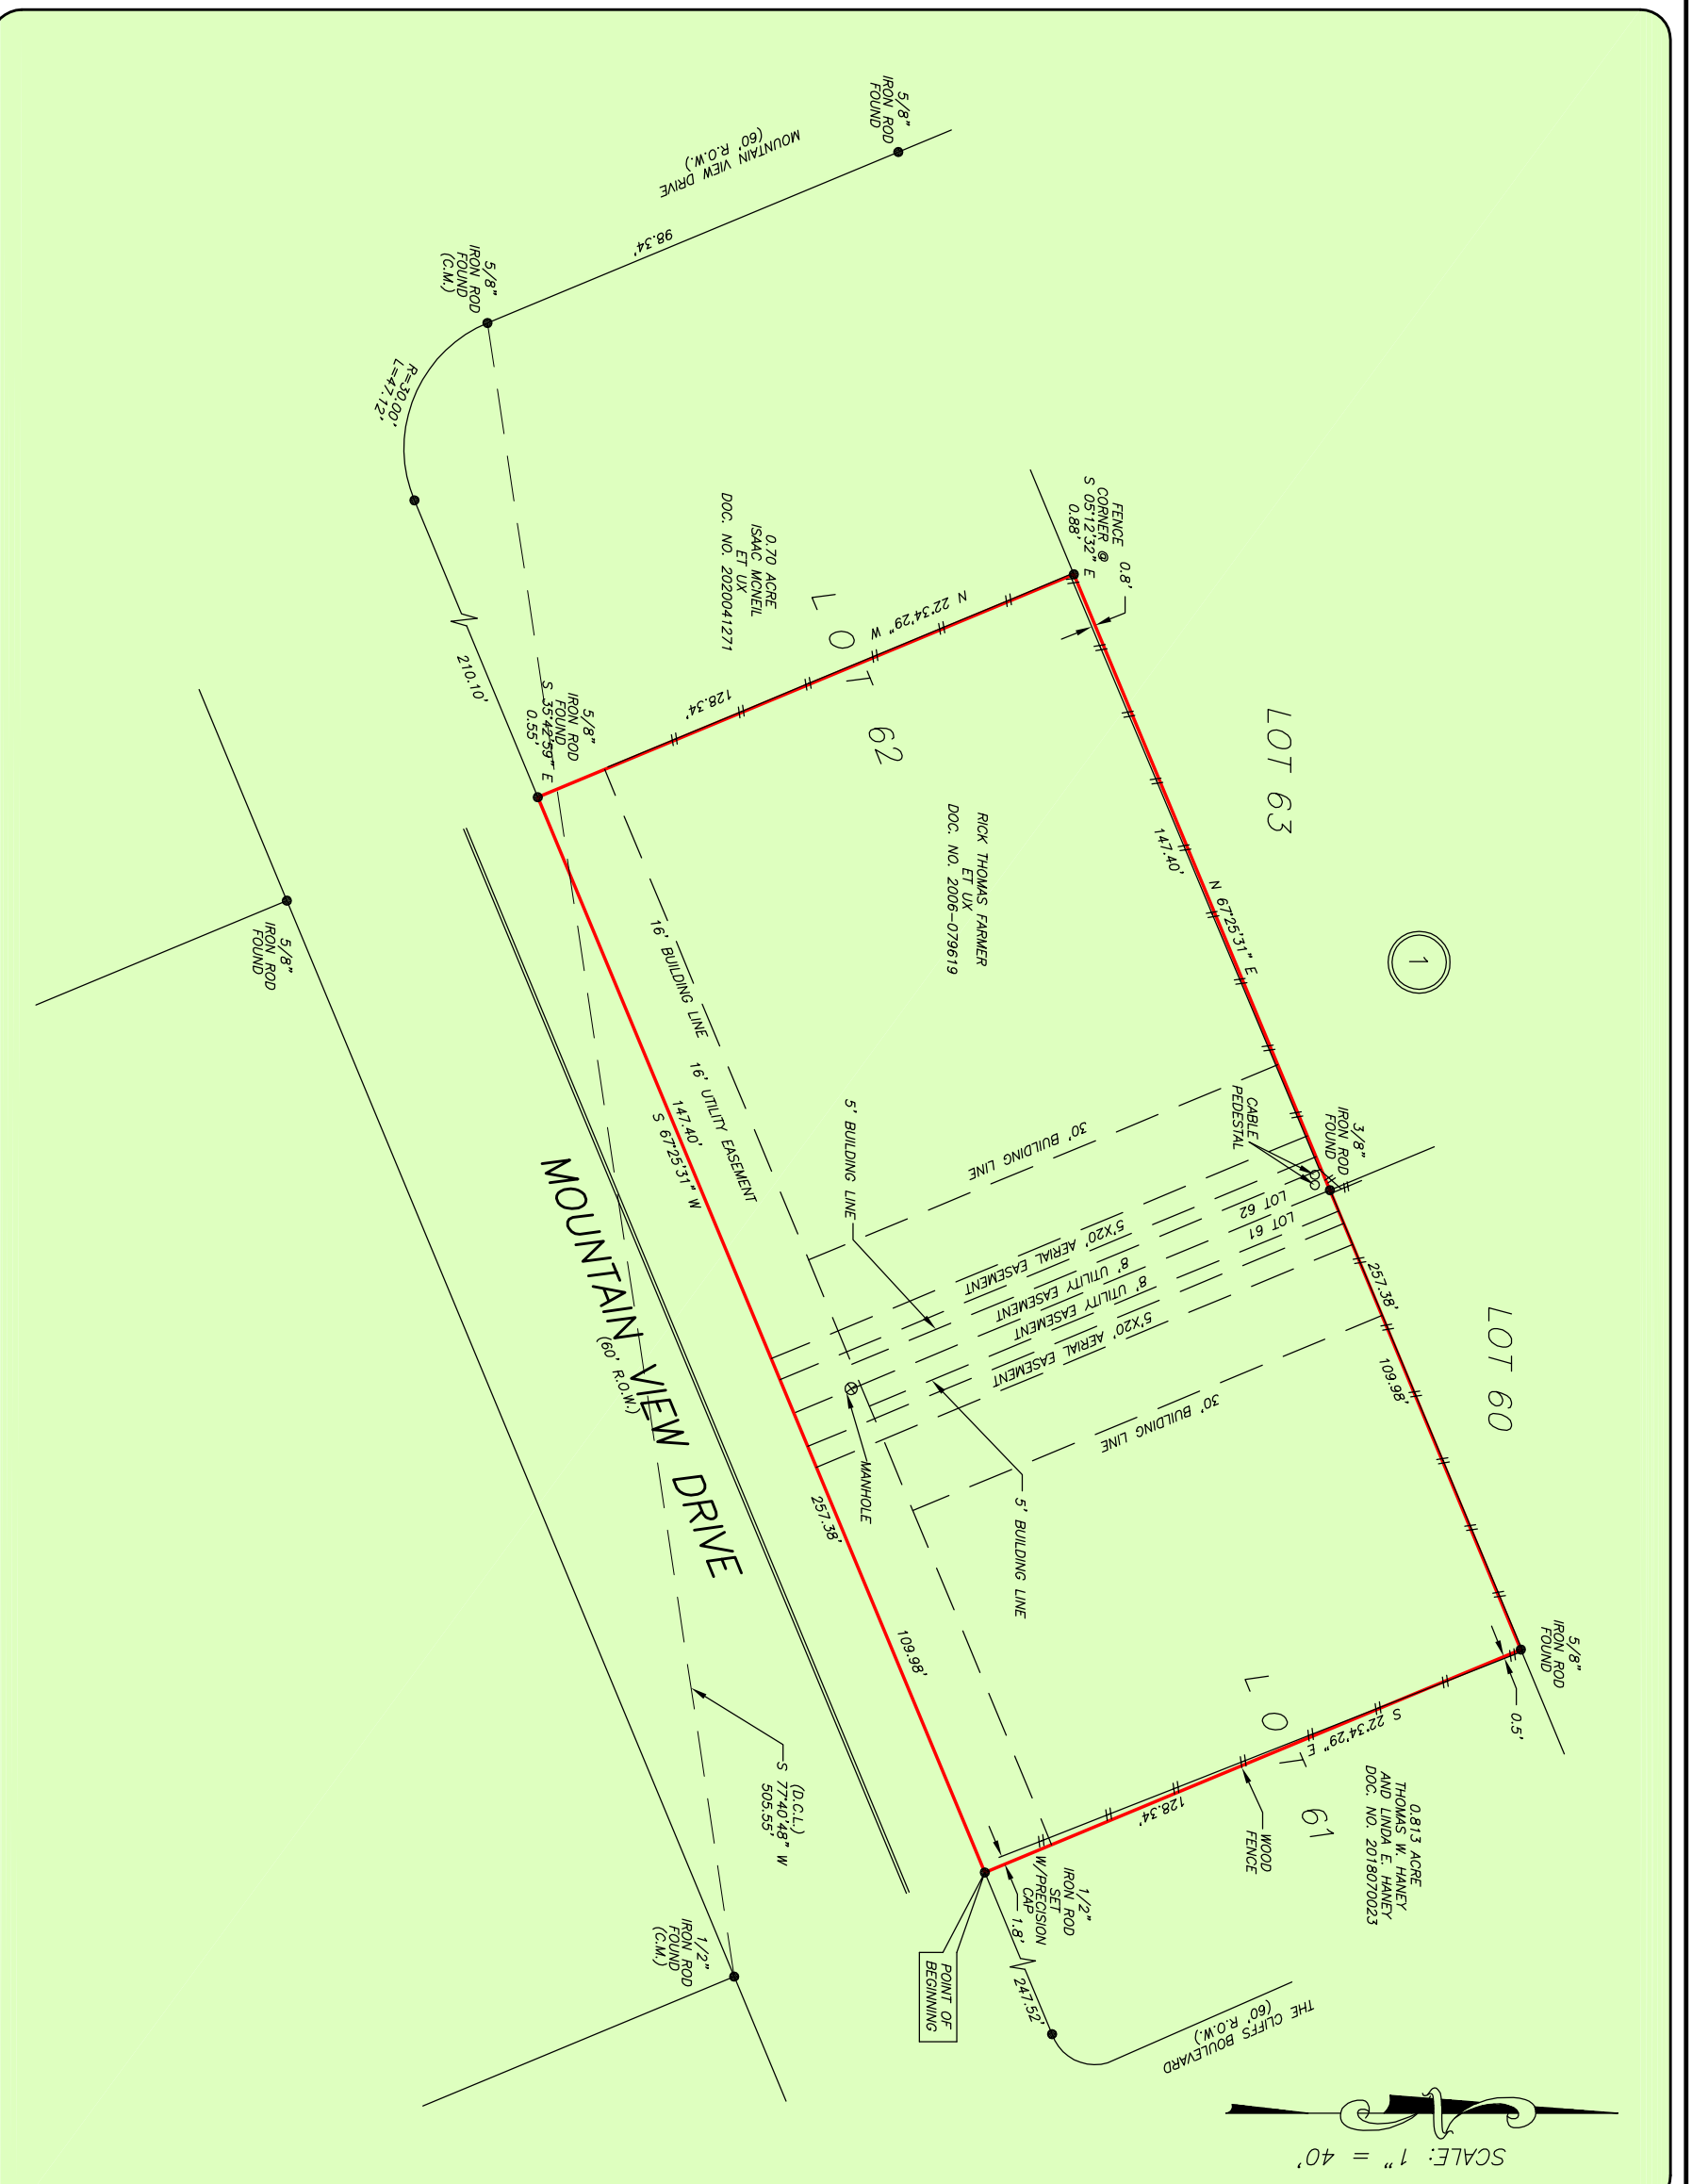 5/8"
IRON ROD
FOUND
MOUNTAIN VIEW DRIVE
(60' R.O.W.)
98.34'
5/8"
IRON ROD
FOUND
(C.M.)
R=30.00'
L=47.12'
210.10'
FENCE
CORNER @
S 05°12'32" E
0.88'
0.8'
0.70 ACRE
ISAAC MCNEIL
ET UX
DOC. NO. 2020041271
LOT 62
N 22°34'29" W
128.34'
5/8"
IRON ROD
FOUND
S 35°42'59" E
0.55'
LOT 63
147.40'
N 67°25'31" E
1
RICK THOMAS FARMER
ET UX
DOC. NO. 2006-079619
16' BUILDING LINE
16' UTILITY EASEMENT
147.40'
S 67°25'31" W
5/8"
IRON ROD
FOUND
CABLE
PEDESTAL
3/8"
IRON ROD
FOUND
30' BUILDING LINE
5' BUILDING LINE
LOT 62
LOT 61
5'X20' AERIAL EASEMENT
8' UTILITY EASEMENT
8' UTILITY EASEMENT
5'X20' AERIAL EASEMENT
30' BUILDING LINE
5' BUILDING LINE
257.38'
109.98'
LOT 60
MANHOLE
257.38'
109.98'
MOUNTAIN VIEW DRIVE
(60' R.O.W.)
5/8"
IRON ROD
FOUND
0.5'
LOT 61
S 22°34'29" E
128.34'
WOOD
FENCE
0.813 ACRE
THOMAS W. HANEY
AND LINDA E. HANEY
DOC. NO. 2018070023
(D.C.L.)
S 77°40'48" W
505.55'
1/2"
IRON ROD
SET
W/PRECISION
CAP
1.8'
POINT OF
BEGINNING
247.52'
1/2"
IRON ROD
FOUND
(C.M.)
THE CLIFFS BOULEVARD
(60' R.O.W.)
SCALE: 1" = 40'